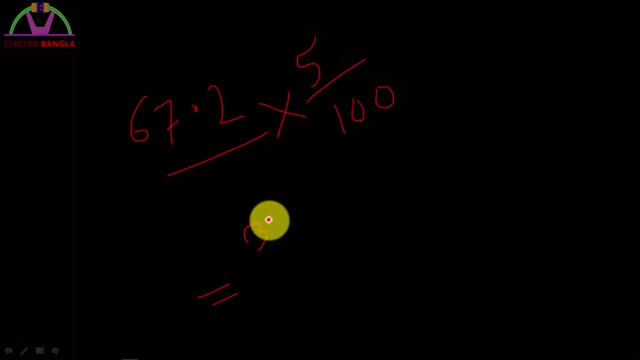 ELECTRO BANGLA
67.2 × 5/100
=